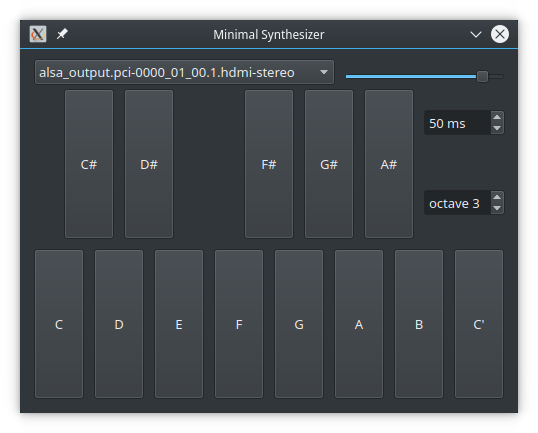 Minimal Synthesizer
alsa_output.pci-0000_01_00.1.hdmi-stereo
50 ms
C# D# F# G# A#
octave 3
C D E F G A B C'